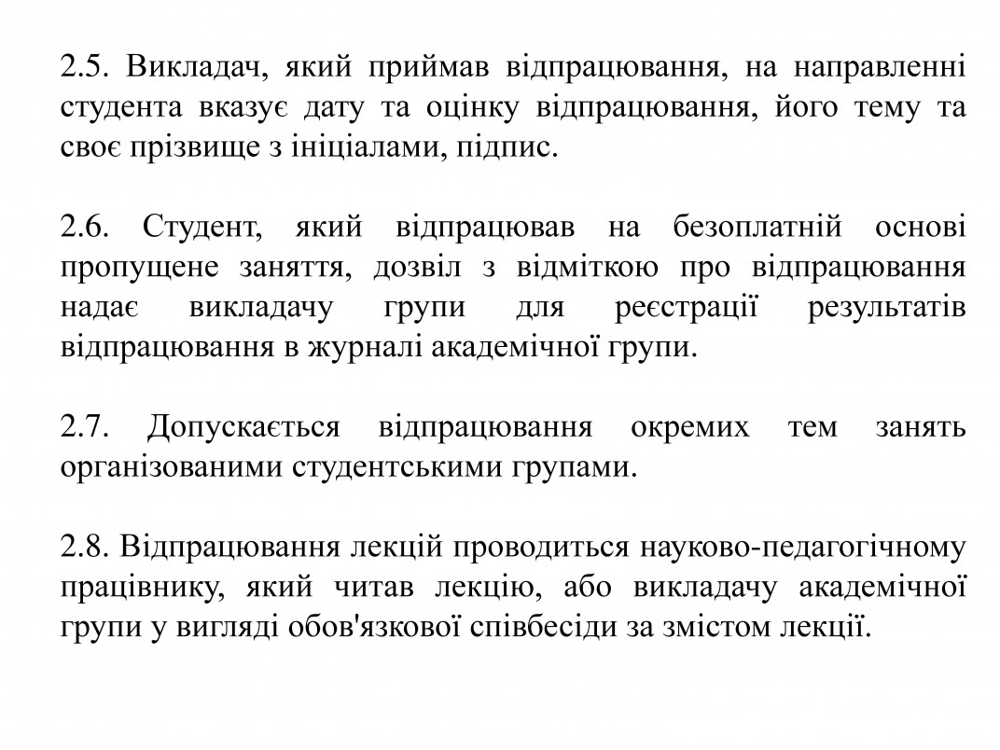 2.5. Викладач, який приймав відпрацювання, на направленні
студента вказує дату та оцінку відпрацювання, його тему та
своє прізвище з ініціалами, підпис.
2.6. Студент, який відпрацював на безоплатній основі
пропущене заняття, дозвіл з відміткою про відпрацювання
надає викладачу групи для реєстрації результатів
відпрацювання в журналі академічної групи.
2.7. Допускається відпрацювання окремих тем занять
організованими студентськими групами.
2.8. Відпрацювання лекцій проводиться науково-педагогічному
працівнику, який читав лекцію, або викладачу академічної
групи у вигляді обов'язкової співбесіди за змістом лекції.